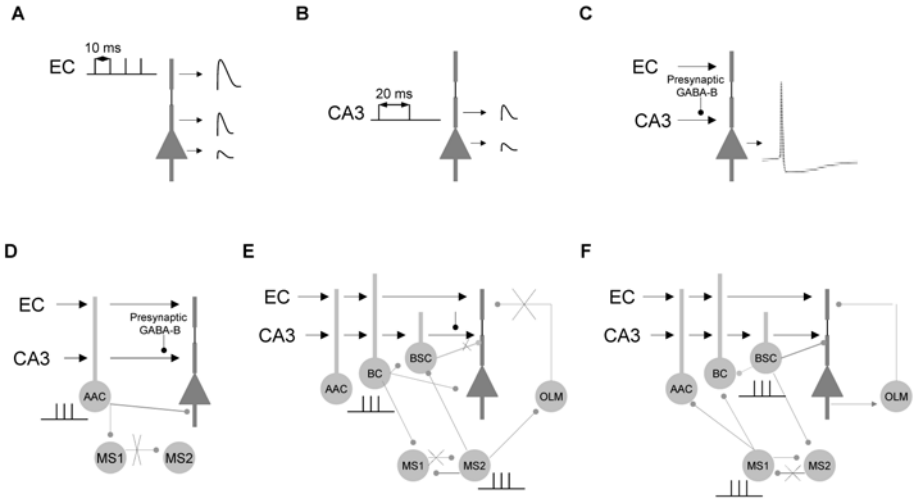 A
B
C
10 ms
EC
20 ms
CA3
EC
Presynaptic
GABA-B
CA3
D
E
F
EC
Presynaptic
GABA-B
CA3
AAC
MS1
MS2
EC
CA3
BSC
BC
AAC
OLM
MS1
MS2
EC
CA3
BSC
BC
AAC
OLM
MS1
MS2